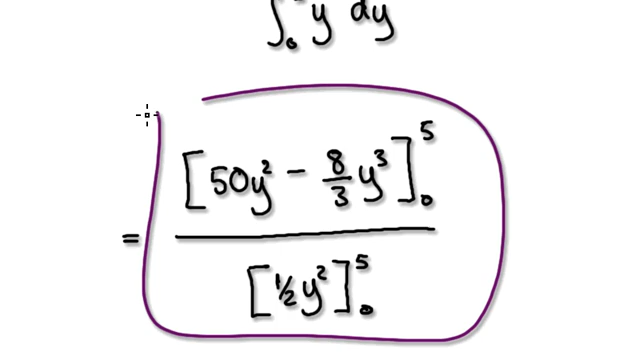 ∫₀ y dy
= [50y² − 8/3 y³]₀⁵
[½y²]₀⁵